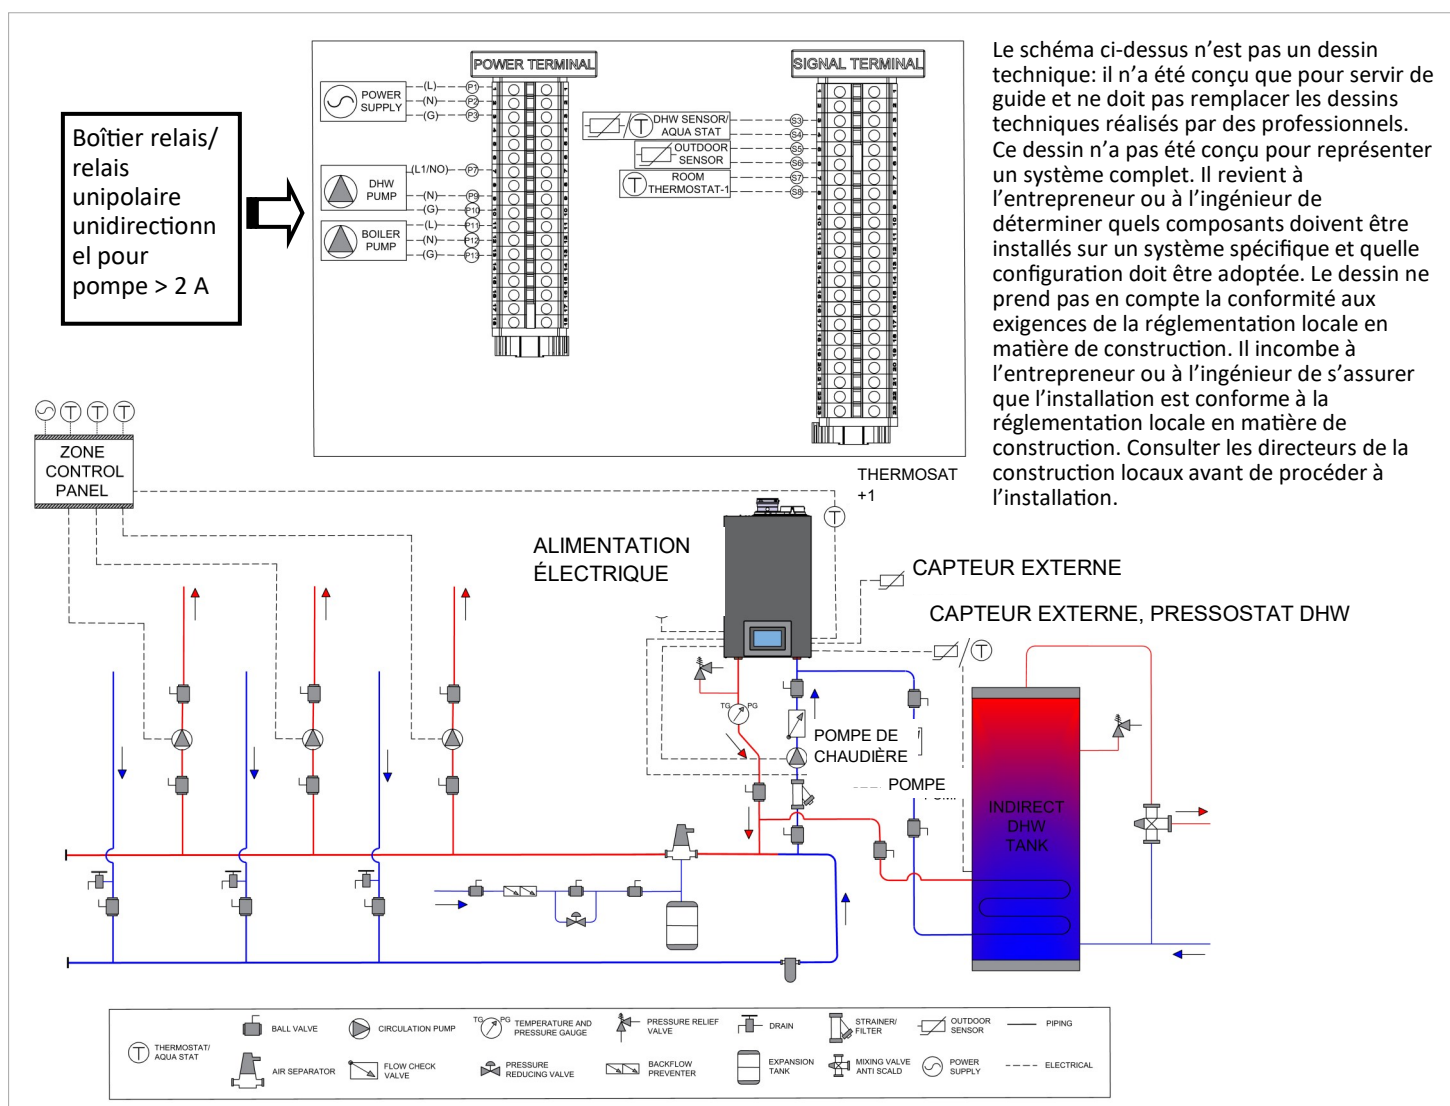 POWER TERMINAL
SIGNAL TERMINAL
POWER
SUPPLY
(L)
P1
(N)
P2
(G)
P3
DHW
PUMP
(L1/NO)
P7
(N)
P9
(G)
P10
BOILER
PUMP
(L)
P11
(N)
P12
(G)
P13
T
DHW SENSOR/
AQUA STAT
S3
S4
OUTDOOR
SENSOR
S5
S6
T
ROOM
THERMOSTAT-1
S7
S8
Boîtier relais/
relais
unipolaire
unidirectionn
el pour
pompe > 2 A
Le schéma ci-dessus n’est pas un dessin
technique: il n’a été conçu que pour servir de
guide et ne doit pas remplacer les dessins
techniques réalisés par des professionnels.
Ce dessin n’a pas été conçu pour représenter
un système complet. Il revient à
l’entrepreneur ou à l’ingénieur de
déterminer quels composants doivent être
installés sur un système spécifique et quelle
configuration doit être adoptée. Le dessin ne
prend pas en compte la conformité aux
exigences de la réglementation locale en
matière de construction. Il incombe à
l’entrepreneur ou à l’ingénieur de s’assurer
que l’installation est conforme à la
réglementation locale en matière de
construction. Consulter les directeurs de la
construction locaux avant de procéder à
l’installation.
T T T
ZONE
CONTROL
PANEL
THERMOSAT
+1
T
ALIMENTATION
ÉLECTRIQUE
CAPTEUR EXTERNE
CAPTEUR EXTERNE, PRESSOSTAT DHW
T
TG PG
POMPE DE
CHAUDIÈRE
POMPE
INDIRECT
DHW
TANK
T
THERMOSTAT/
AQUA STAT
BALL VALVE
CIRCULATION PUMP
TG PG
TEMPERATURE AND
PRESSURE GAUGE
PRESSURE RELIEF
VALVE
DRAIN
STRAINER/
FILTER
OUTDOOR
SENSOR
PIPING
AIR SEPARATOR
FLOW CHECK
VALVE
PRESSURE
REDUCING VALVE
BACKFLOW
PREVENTER
EXPANSION
TANK
MIXING VALVE
ANTI SCALD
POWER
SUPPLY
ELECTRICAL